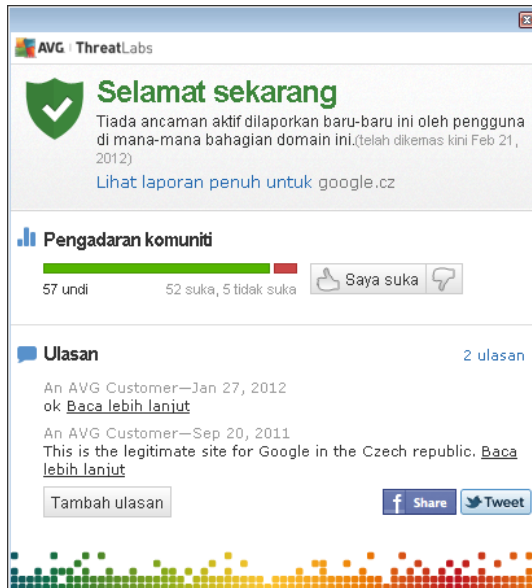 AVG ThreatLabs
Selamat sekarang
Tiada ancaman aktif dilaporkan baru-baru ini oleh pengguna
di mana-mana bahagian domain ini.(telah dikemas kini Feb 21,
2012)
Lihat laporan penuh untuk google.cz
Pengadaran komuniti
57 undi 52 suka, 5 tidak suka Saya suka
Ulasan 2 ulasan
An AVG Customer—Jan 27, 2012
ok Baca lebih lanjut
An AVG Customer—Sep 20, 2011
This is the legitimate site for Google in the Czech republic. Baca
lebih lanjut
Tambah ulasan f Share Tweet